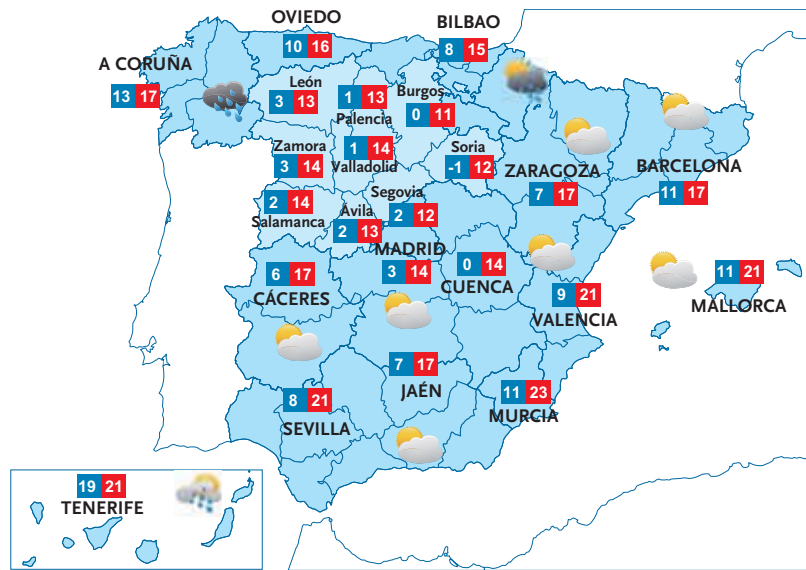 OVIEDO
10 16
BILBAO
8 15
A CORUÑA
13 17
León
3 13
1 13
Palencia
Burgos
0 11
Zamora
3 14
1 14
Valladolid
Soria
-1 12
ZARAGOZA
7 17
BARCELONA
11 17
2 14
Salamanca
Ávila
2 13
Segovia
2 12
MADRID
3 14
0 14
CUENCA
6 17
CÁCERES
9 21
VALENCIA
11 21
MALLORCA
7 17
JAÉN
8 21
SEVILLA
11 23
MURCIA
19 21
TENERIFE